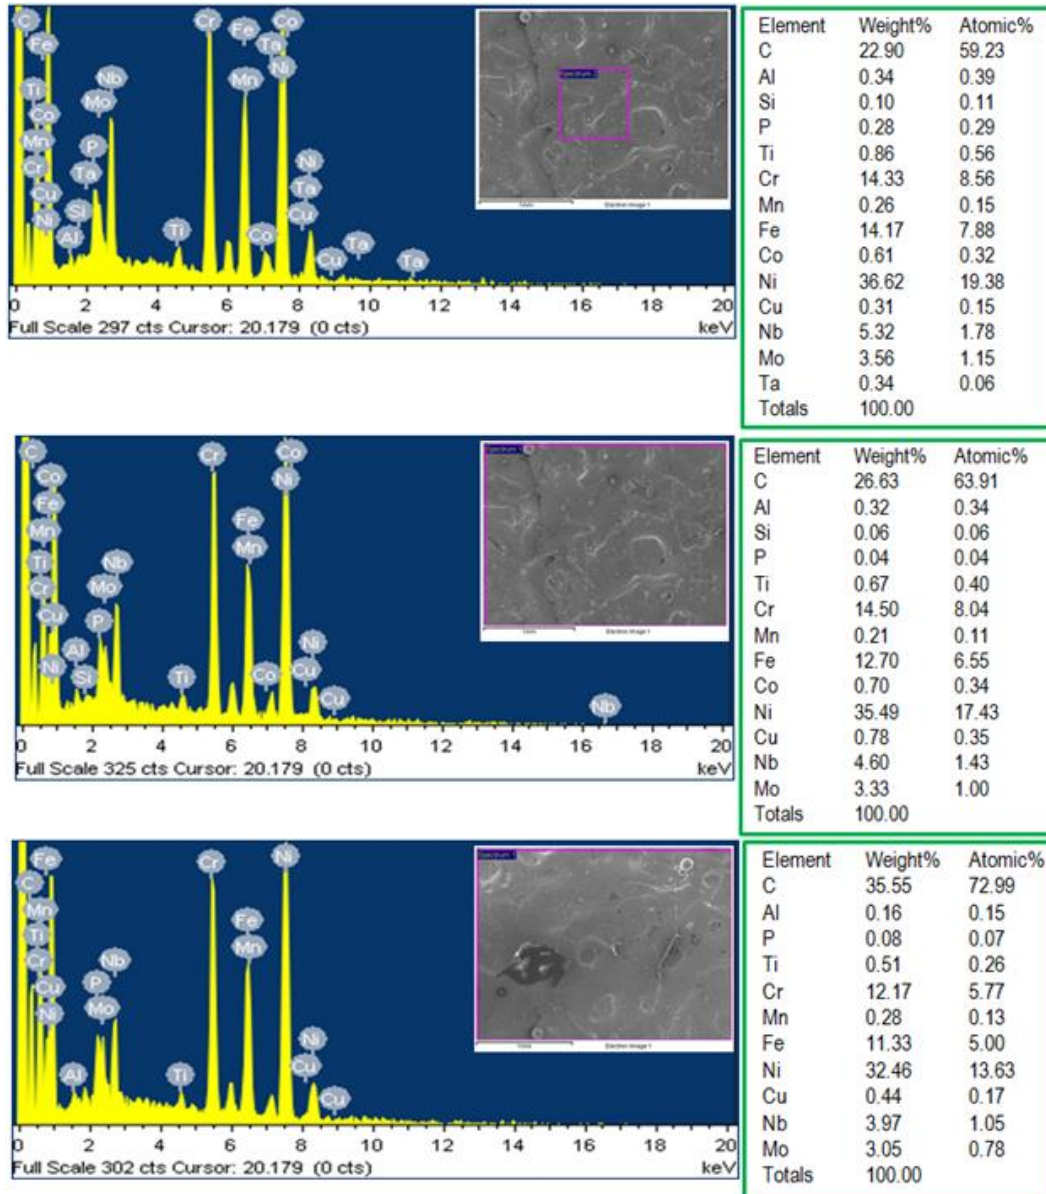 C
Fe
Ti
Co
Mn
Cr
Cu
Ni
Al
Si
Ta
P
Mo
Nb
Ti
Cr
Fe
Mn
Co
Ta
Co
Ni
Ni
Ta
Cu
Cu
Ta
Ta
Spectrum 2
Electron Image 1
0 2 4 6 8 10 12 14 16 18 20
Full Scale 297 cts Cursor: 20.179 (0 cts) keV
Element Weight% Atomic%
C 22.90 59.23
Al 0.34 0.39
Si 0.10 0.11
P 0.28 0.29
Ti 0.86 0.56
Cr 14.33 8.56
Mn 0.26 0.15
Fe 14.17 7.88
Co 0.61 0.32
Ni 36.62 19.38
Cu 0.31 0.15
Nb 5.32 1.78
Mo 3.56 1.15
Ta 0.34 0.06
Totals 100.00
C
Co
Fe
Mn
Ti
Cr
Cu
Ni
Al
Si
P
Mo
Nb
Ti
Cr
Fe
Mn
Co
Co
Ni
Ni
Cu
Cu
Nb
Spectrum 1
Electron Image 1
0 2 4 6 8 10 12 14 16 18 20
Full Scale 325 cts Cursor: 20.179 (0 cts) keV
Element Weight% Atomic%
C 26.63 63.91
Al 0.32 0.34
Si 0.06 0.06
P 0.04 0.04
Ti 0.67 0.40
Cr 14.50 8.04
Mn 0.21 0.11
Fe 12.70 6.55
Co 0.70 0.34
Ni 35.49 17.43
Cu 0.78 0.35
Nb 4.60 1.43
Mo 3.33 1.00
Totals 100.00
Fe
C
Mn
Ti
Cr
Cu
Ni
Al
P
Mo
Nb
Ti
Cr
Fe
Mn
Ni
Ni
Cu
Cu
Spectrum 1
Electron Image 1
0 2 4 6 8 10 12 14 16 18 20
Full Scale 302 cts Cursor: 20.179 (0 cts) keV
Element Weight% Atomic%
C 35.55 72.99
Al 0.16 0.15
P 0.08 0.07
Ti 0.51 0.26
Cr 12.17 5.77
Mn 0.28 0.13
Fe 11.33 5.00
Ni 32.46 13.63
Cu 0.44 0.17
Nb 3.97 1.05
Mo 3.05 0.78
Totals 100.00